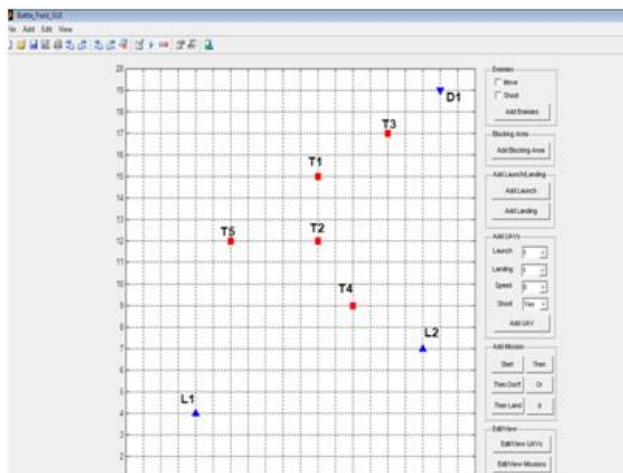 Battle_Field_GUI
File Add Edit View
20
19
18
17
16
15
14
13
12
11
10
9
8
7
6
5
4
3
2
D1
T3
T1
T5
T2
T4
L2
L1
Enemies
Move
Shoot
Add Enemies
Blocking Area
Add Blocking Area
Add Launch/Landing
Add Launch
Add Landing
Add UAVs
Launch
Landing
Speed
Shoot Yes
Add UAV
Add Mission
Start Then
Then Don't Or
Then Land If
Edit/View
Edit/View UAVs
Edit/View Missions